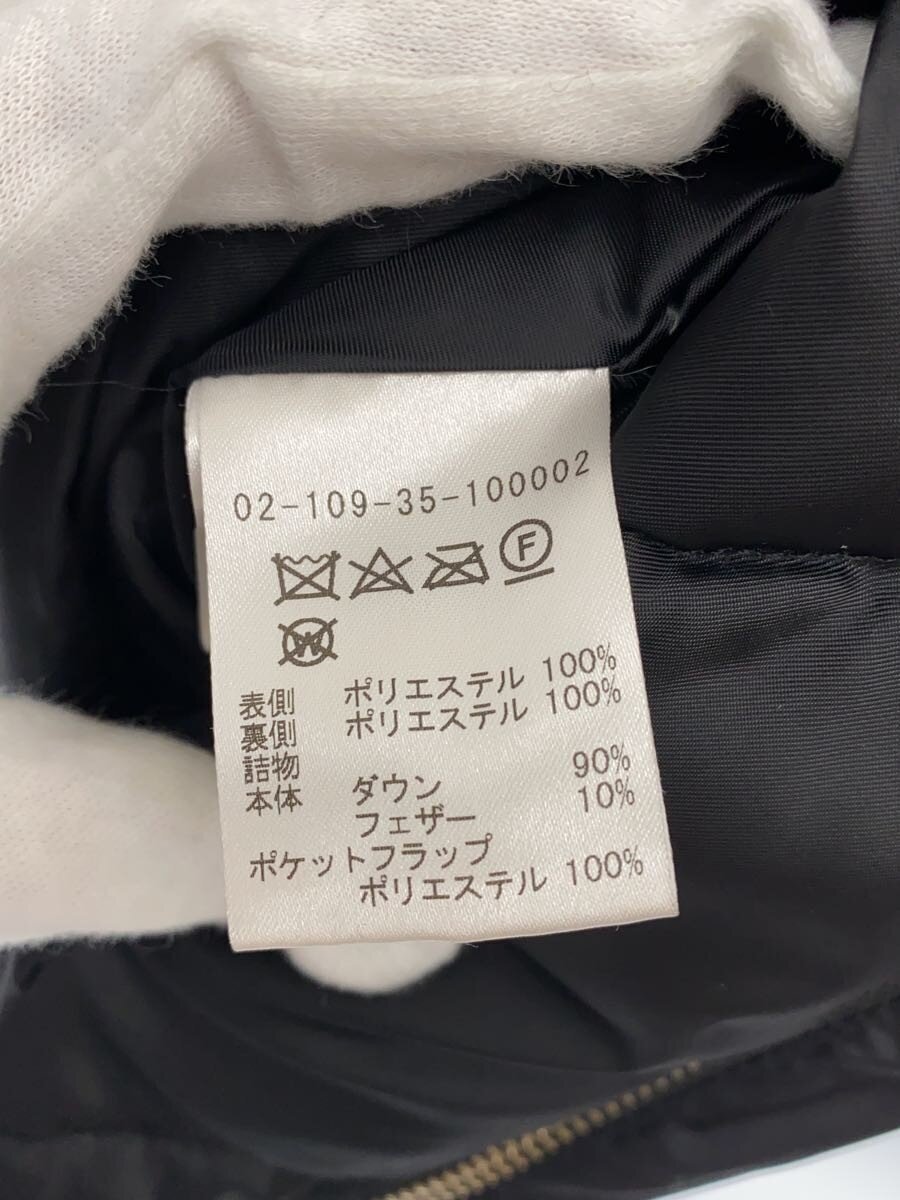 02-109-35-100002
F
W
表側 ポリエステル 100%
裏側 ポリエステル 100%
詰物
本体 ダウン 90%
フェザー 10%
ポケットフラップ
ポリエステル 100%